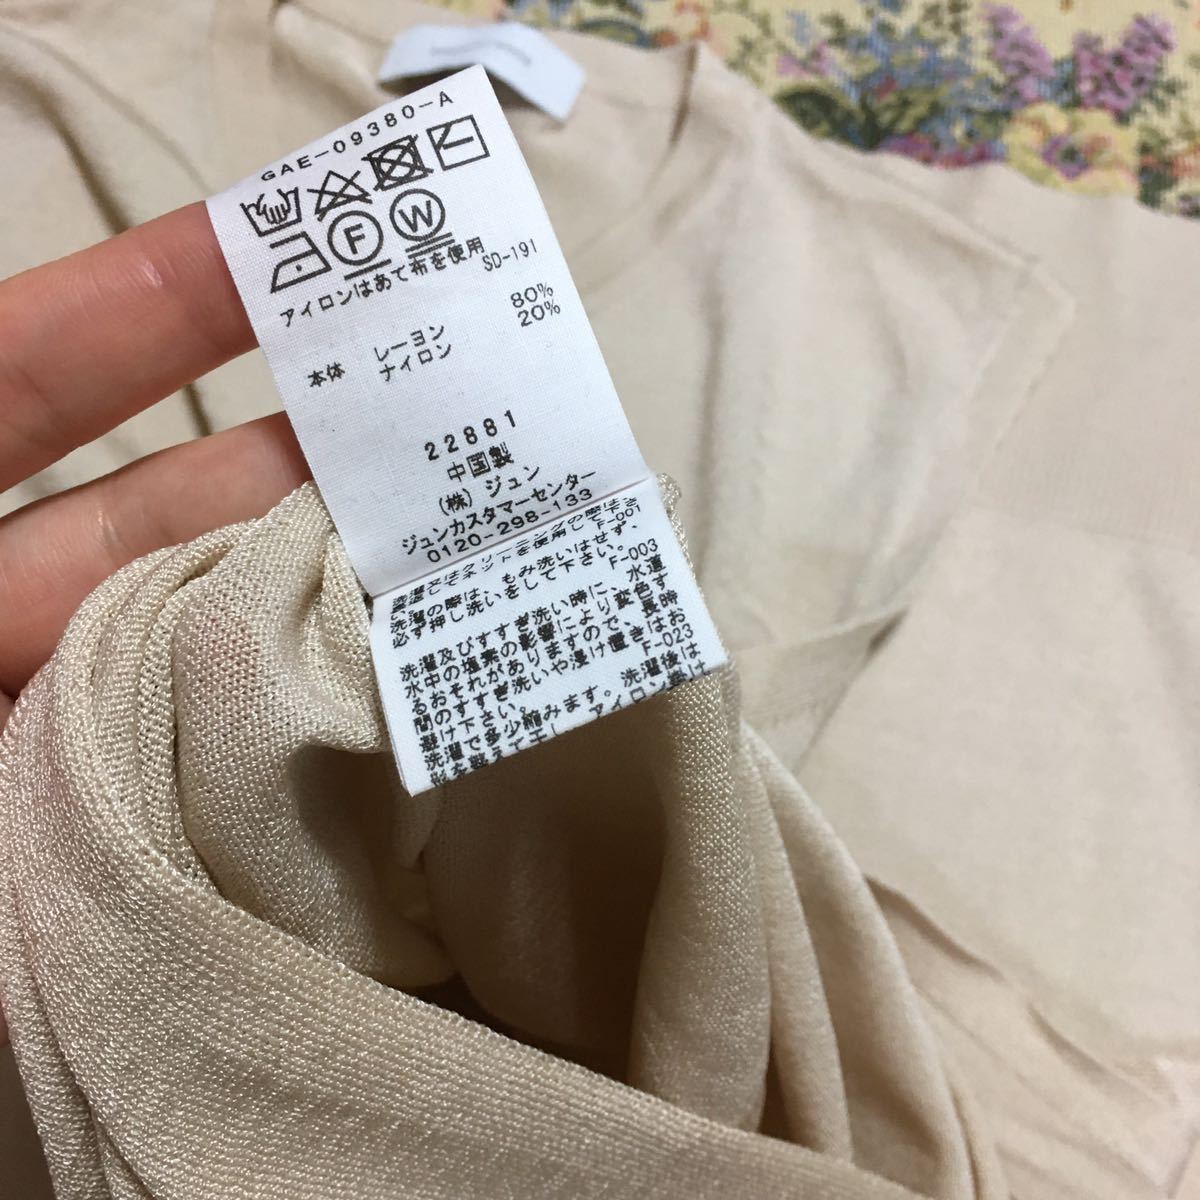 GAE-09380-A
F W
アイロンはあて布を使用
SD-191
本体 レーヨン 80%
ナイロン 20%
22881
中国製
(株) ジュン
ジュンカスタマーセンター
0120-298-133
F-001
洗濯の際は、もみ洗いはせず、
必ず押し洗いをして下さい。
F-003
洗濯及びすすぎ洗い時に、水道
水中の塩素の影響により変色す
るおそれがありますので、長時
間のすすぎ洗いや浸け置きはお
避け下さい。 F-023
洗濯で多少縮みます。洗濯後は